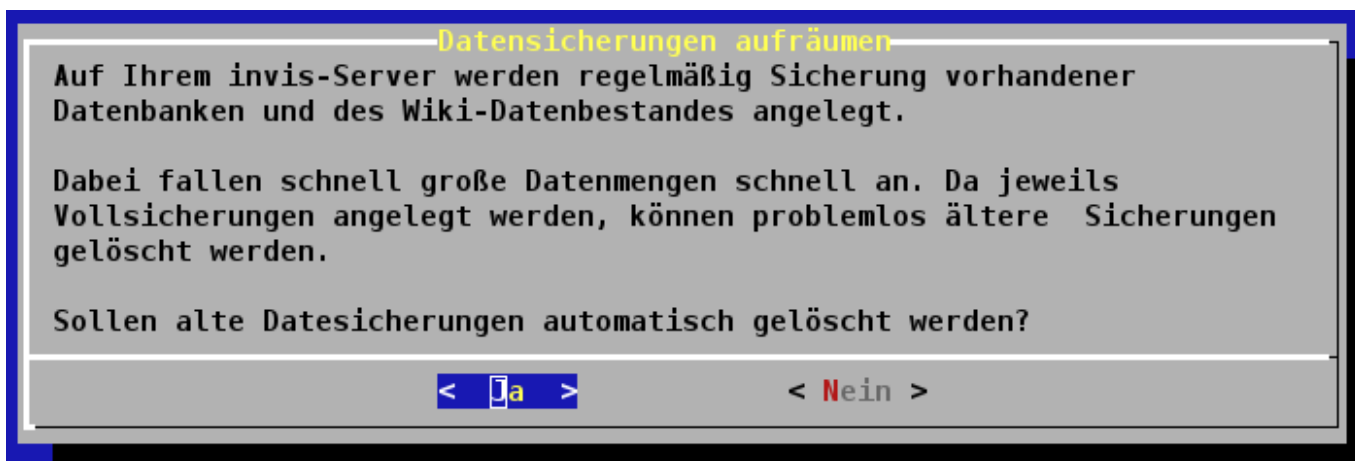 Datensicherungen aufräumen
Auf Ihrem invis-Server werden regelmäßig Sicherung vorhandener
Datenbanken und des Wiki-Datenbestandes angelegt.
Dabei fallen schnell große Datenmengen schnell an. Da jeweils
Vollsicherungen angelegt werden, können problemlos ältere  Sicherungen
gelöscht werden.
Sollen alte Datesicherungen automatisch gelöscht werden?
<  Ja  > < Nein >